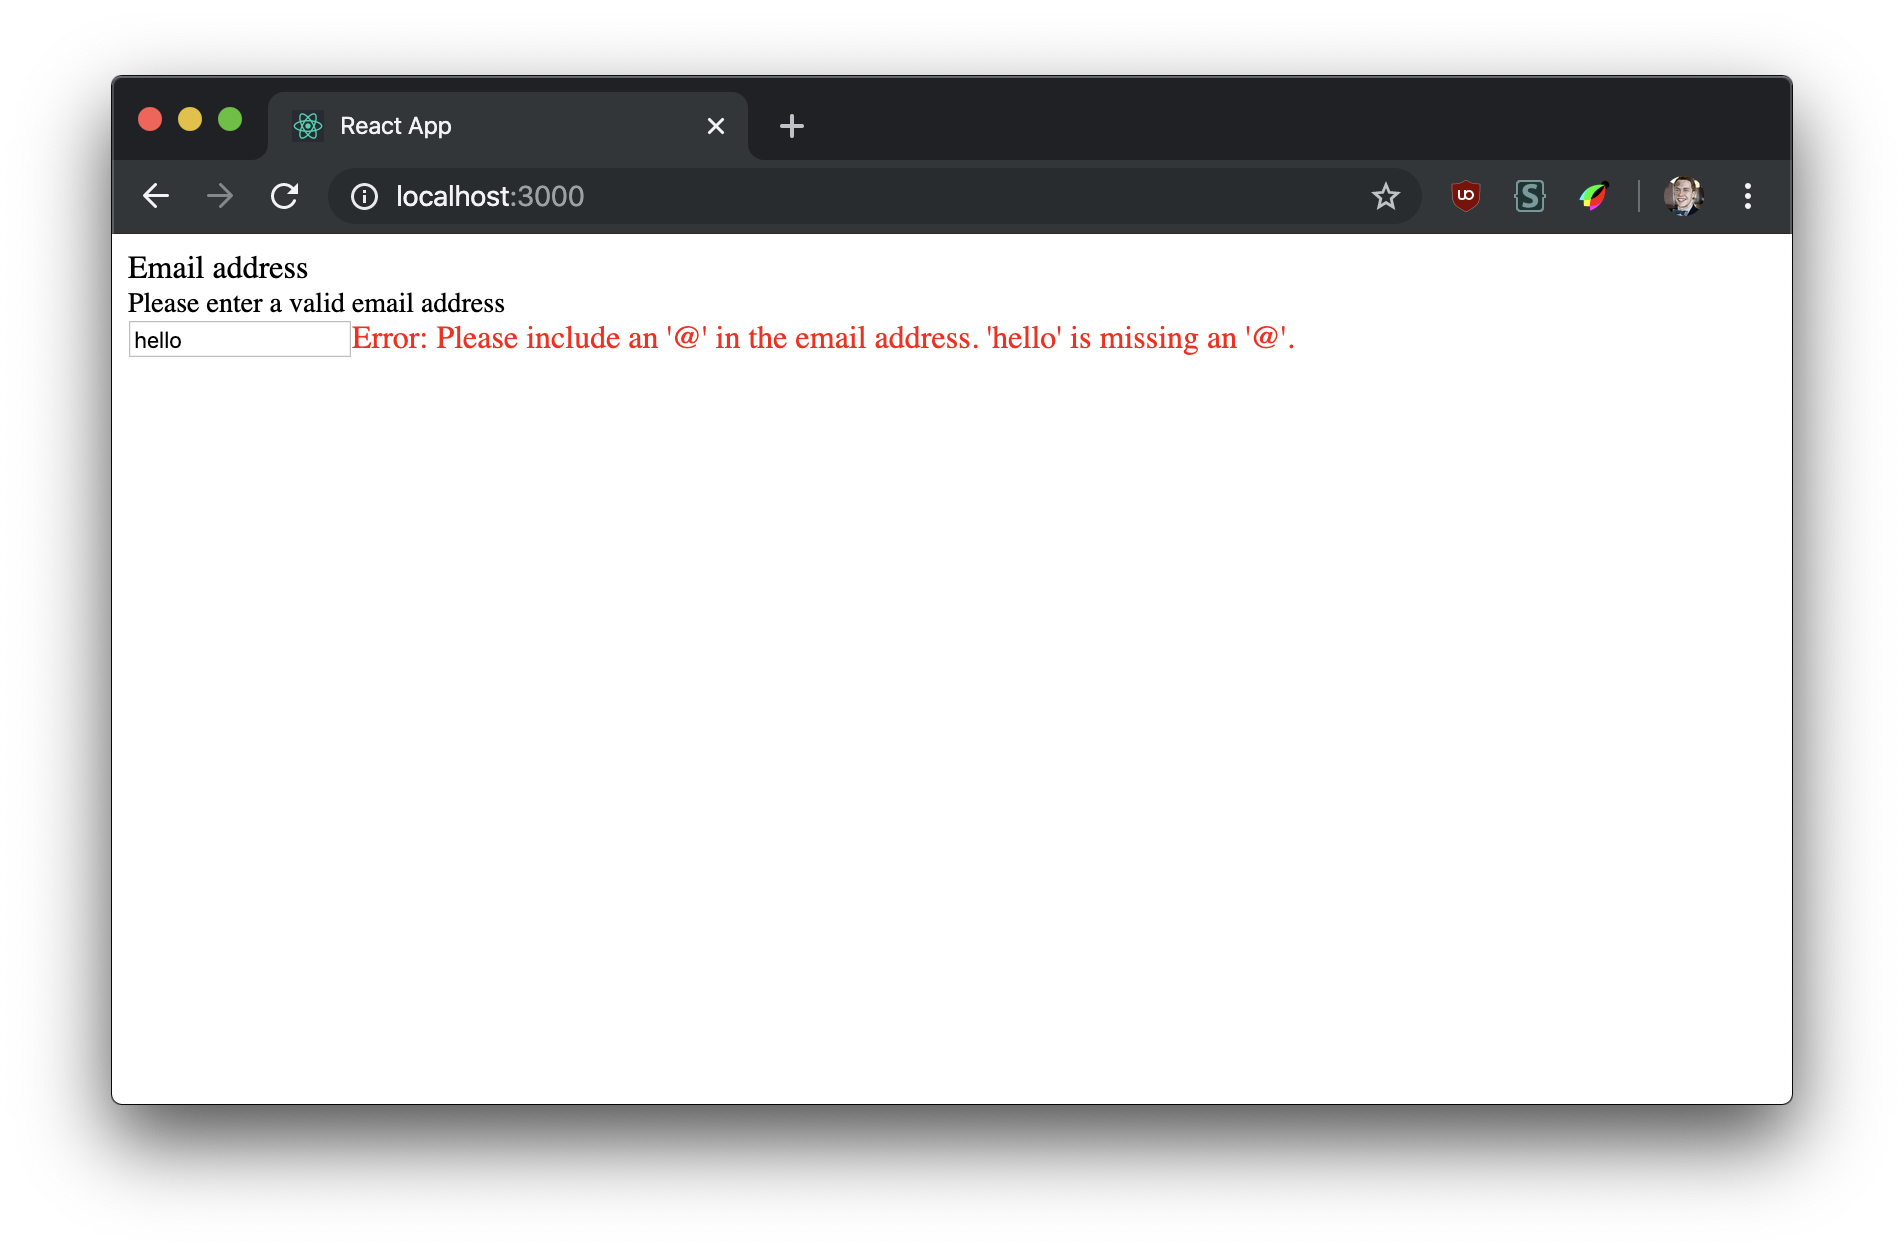 React App
localhost:3000
Email address
Please enter a valid email address
hello
Error: Please include an '@' in the email address. 'hello' is missing an '@'.